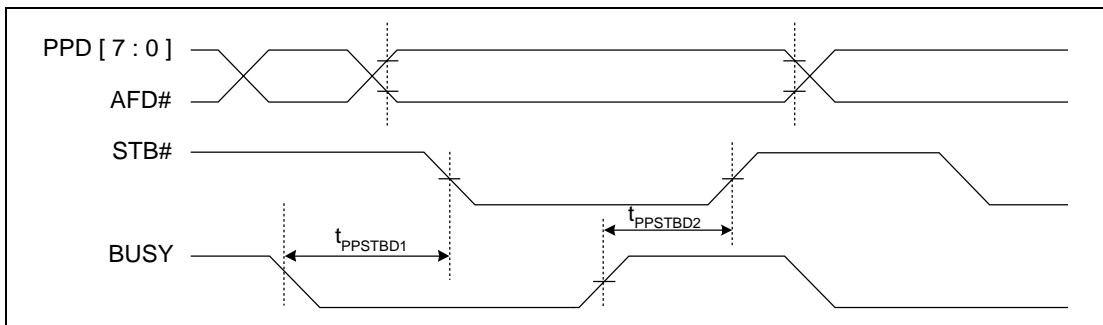 PPD [ 7 : 0 ]
AFD#
STB#
tPPSTBD2
tPPSTBD1
BUSY